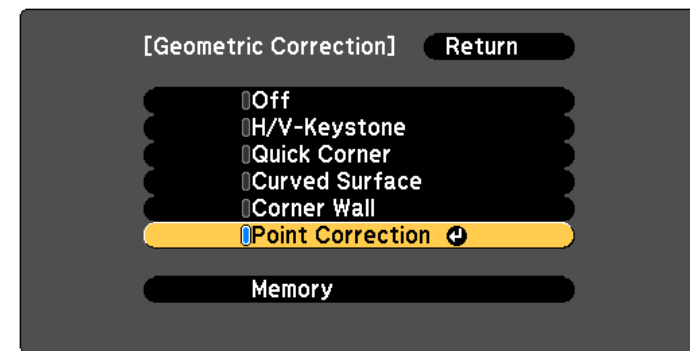 [Geometric Correction] Return
Off
H/V-Keystone
Quick Corner
Curved Surface
Corner Wall
Point Correction
Memory